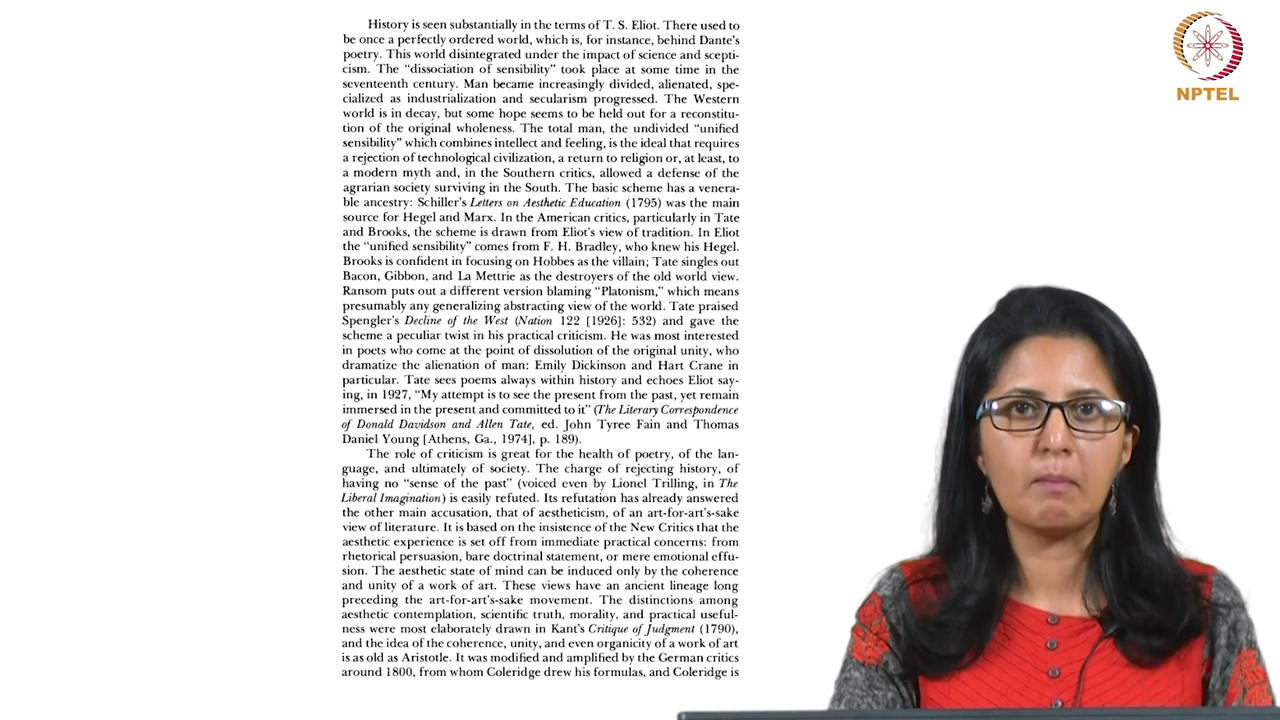 History is seen substantially in the terms of T. S. Eliot. There used to
be once a perfectly ordered world, which is, for instance, behind Dante's
poetry. This world disintegrated under the impact of science and scepti-
cism. The “dissociation of sensibility” took place at some time in the
seventeenth century. Man became increasingly divided, alienated, spe-
cialized as industrialization and secularism progressed. The Western
world is in decay, but some hope seems to be held out for a reconstitu-
tion of the original wholeness. The total man, the undivided “unified
sensibility” which combines intellect and feeling, is the ideal that requires
a rejection of technological civilization, a return to religion or, at least, to
a modern myth and, in the Southern critics, allowed a defense of the
agrarian society surviving in the South. The basic scheme has a venera-
ble ancestry: Schiller's Letters on Aesthetic Education (1795) was the main
source for Hegel and Marx. In the American critics, particularly in Tate
and Brooks, the scheme is drawn from Eliot's view of tradition. In Eliot
the “unified sensibility” comes from F. H. Bradley, who knew his Hegel.
Brooks is confident in focusing on Hobbes as the villain; Tate singles out
Bacon, Gibbon, and La Mettrie as the destroyers of the old world view.
Ransom puts out a different version blaming “Platonism,” which means
presumably any generalizing abstracting view of the world. Tate praised
Spengler's Decline of the West (Nation 122 [1926]: 532) and gave the
scheme a peculiar twist in his practical criticism. He was most interested
in poets who come at the point of dissolution of the original unity, who
dramatize the alienation of man: Emily Dickinson and Hart Crane in
particular. Tate sees poems always within history and echoes Eliot say-
ing, in 1927, “My attempt is to see the present from the past, yet remain
immersed in the present and committed to it” (The Literary Correspondence
of Donald Davidson and Allen Tate, ed. John Tyree Fain and Thomas
Daniel Young [Athens, Ga., 1974], p. 189).
The role of criticism is great for the health of poetry, of the lan-
guage, and ultimately of society. The charge of rejecting history, of
having no “sense of the past” (voiced even by Lionel Trilling, in The
Liberal Imagination) is easily refuted. Its refutation has already answered
the other main accusation, that of aestheticism, of an art-for-art's-sake
view of literature. It is based on the insistence of the New Critics that the
aesthetic experience is set off from immediate practical concerns: from
rhetorical persuasion, bare doctrinal statement, or mere emotional effu-
sion. The aesthetic state of mind can be induced only by the coherence
and unity of a work of art. These views have an ancient lineage long
preceding the art-for-art's-sake movement. The distinctions among
aesthetic contemplation, scientific truth, morality, and practical useful-
ness were most elaborately drawn in Kant's Critique of Judgment (1790),
and the idea of the coherence, unity, and even organicity of a work of art
is as old as Aristotle. It was modified and amplified by the German critics
around 1800, from whom Coleridge drew his formulas, and Coleridge is
NPTEL